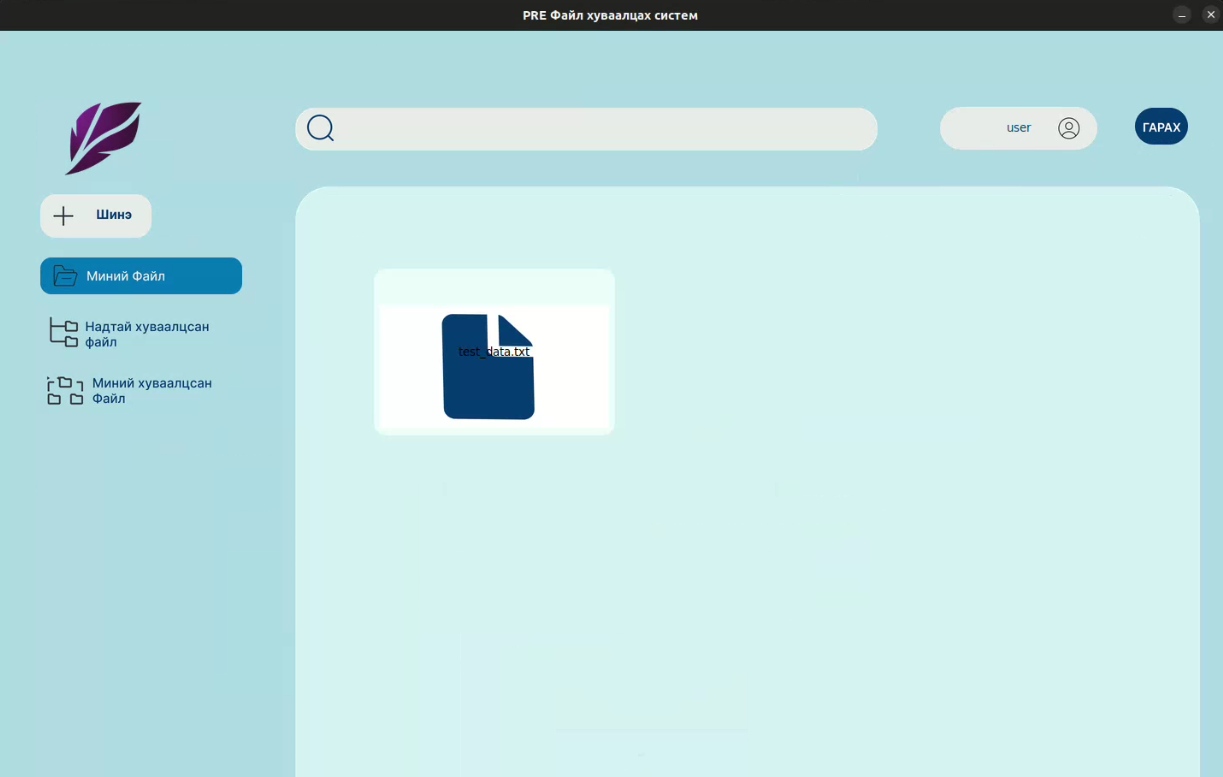 PRE Файл хуваалцах систем
user
ГАРАХ
Шинэ
Миний Файл
Надтай хуваалцсан
файл
Миний хуваалцсан
Файл
test_data.txt